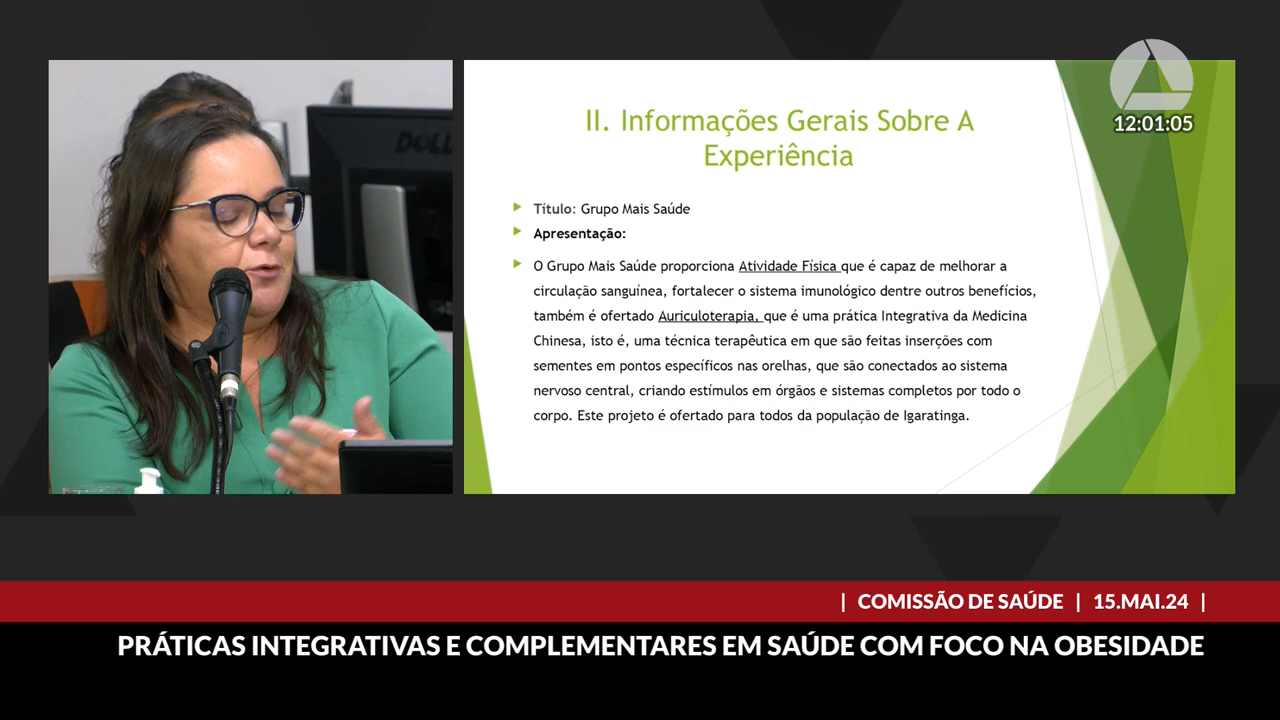 12:01:05
DELL
II. Informações Gerais Sobre A
Experiência
Título: Grupo Mais Saúde
Apresentação:
O Grupo Mais Saúde proporciona Atividade Física que é capaz de melhorar a
circulação sanguínea, fortalecer o sistema imunológico dentre outros benefícios,
também é ofertado Auriculoterapia, que é uma prática Integrativa da Medicina
Chinesa, isto é, uma técnica terapêutica em que são feitas inserções com
sementes em pontos específicos nas orelhas, que são conectados ao sistema
nervoso central, criando estímulos em órgãos e sistemas completos por todo o
corpo. Este projeto é ofertado para todos da população de Igaratinga.
| COMISSÃO DE SAÚDE | 15.MAI.24 |
PRÁTICAS INTEGRATIVAS E COMPLEMENTARES EM SAÚDE COM FOCO NA OBESIDADE